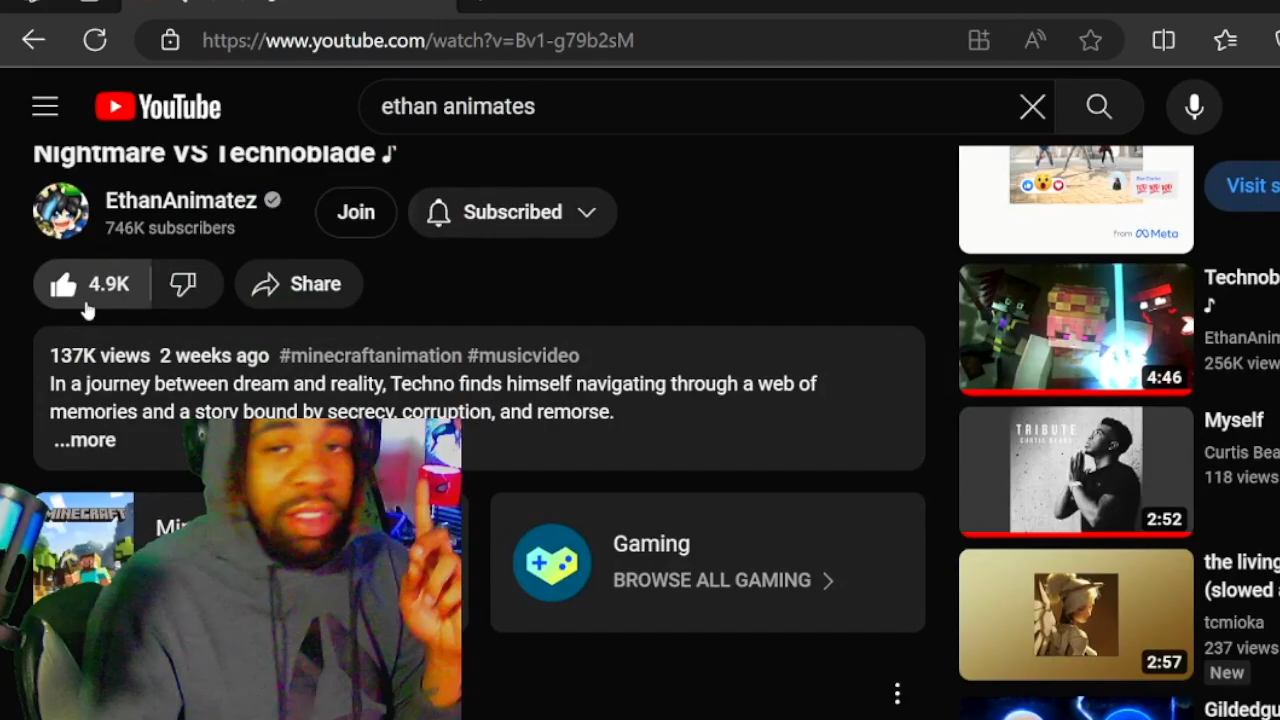 https://www.youtube.com/watch?v=Bv1-g79b2sM
YouTube
ethan animates
Nightmare VS Technoblade ♪
EthanAnimatez
746K subscribers
Join
Subscribed
4.9K
Share
137K views 2 weeks ago #minecraftanimation #musicvideo
In a journey between dream and reality, Techno finds himself navigating through a web of
memories and a story bound by secrecy, corruption, and remorse.
...more
MINECRAFT
Gaming
BROWSE ALL GAMING
Visit
from Meta
4:46
♪
EthanAnim
256K view
TRIBUTE
2:52
Myself
Curtis Bea
118 views
2:57
the living
(slowed
tcmioka
237 views
New
Gildedgu